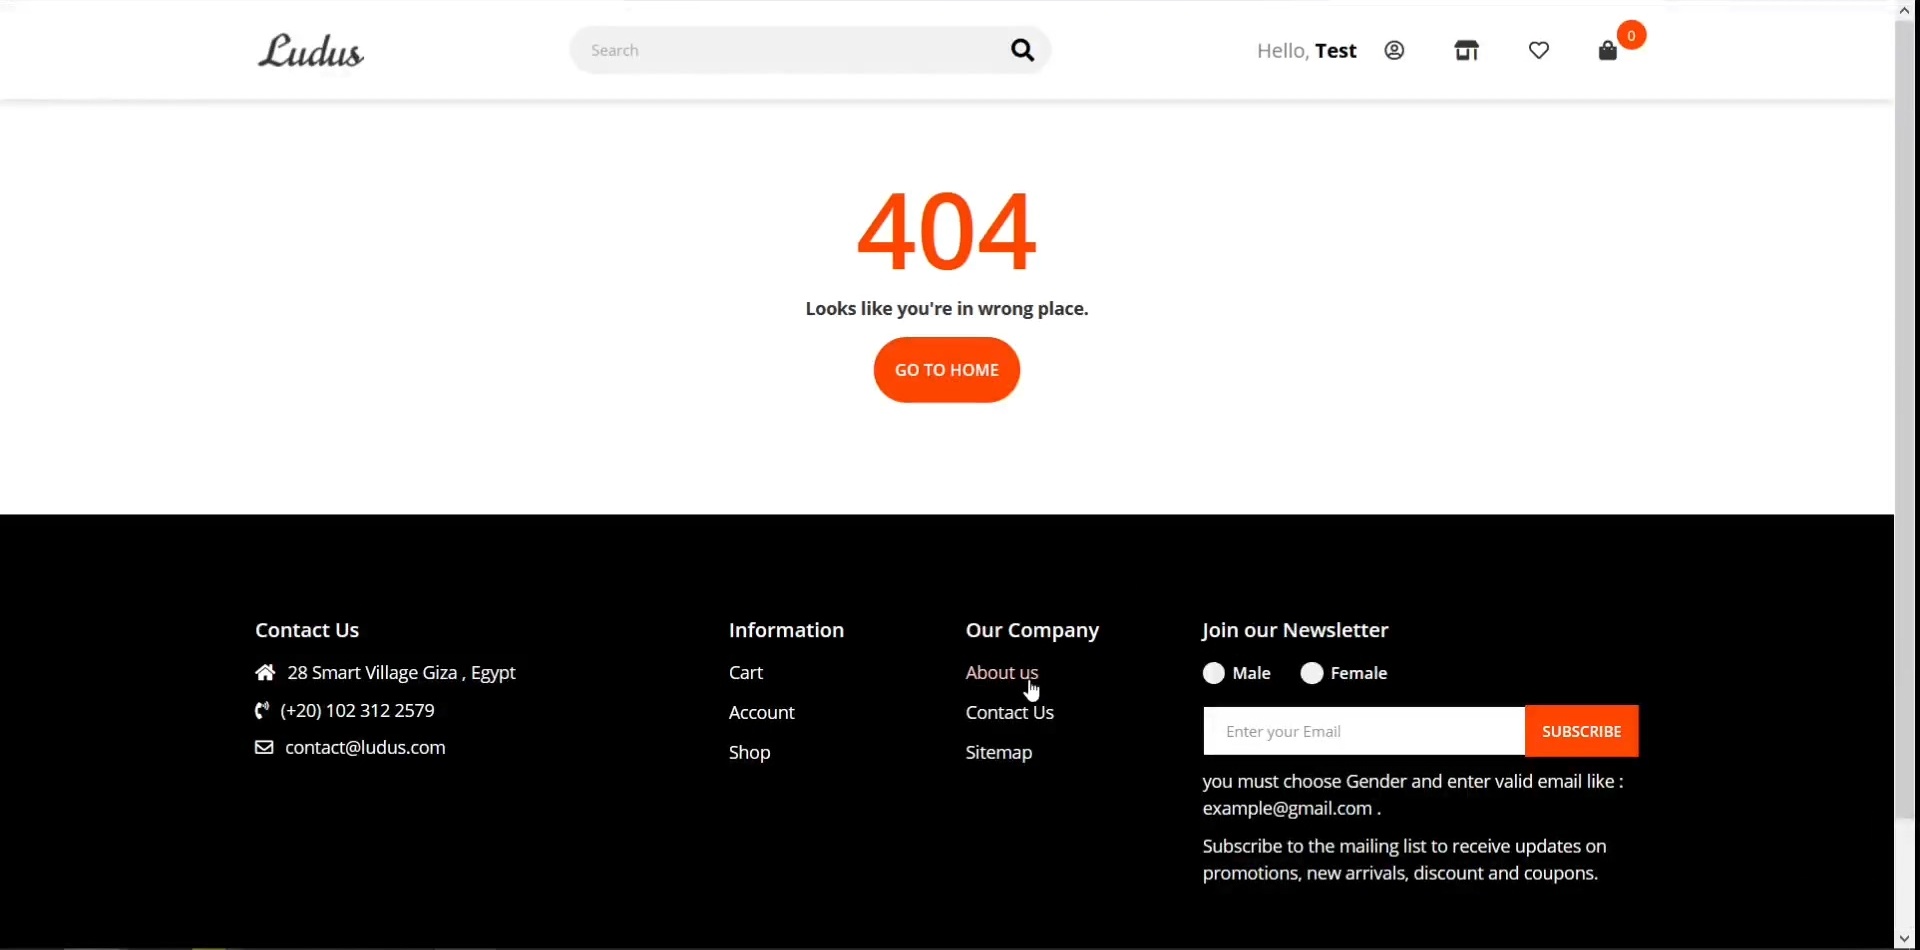 Ludus
Search
Hello, Test
0
404
Looks like you're in wrong place.
GO TO HOME
Contact Us
28 Smart Village Giza , Egypt
(+20) 102 312 2579
contact@ludus.com
Information
Cart
Account
Shop
Our Company
About us
Contact Us
Sitemap
Join our Newsletter
Male
Female
Enter your Email
SUBSCRIBE
you must choose Gender and enter valid email like :
example@gmail.com .
Subscribe to the mailing list to receive updates on
promotions, new arrivals, discount and coupons.